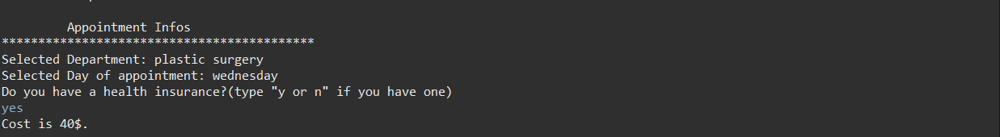 Appointment Infos
*******************************************
Selected Department: plastic surgery
Selected Day of appointment: wednesday
Do you have a health insurance?(type "y or n" if you have one)
yes
Cost is 40$.